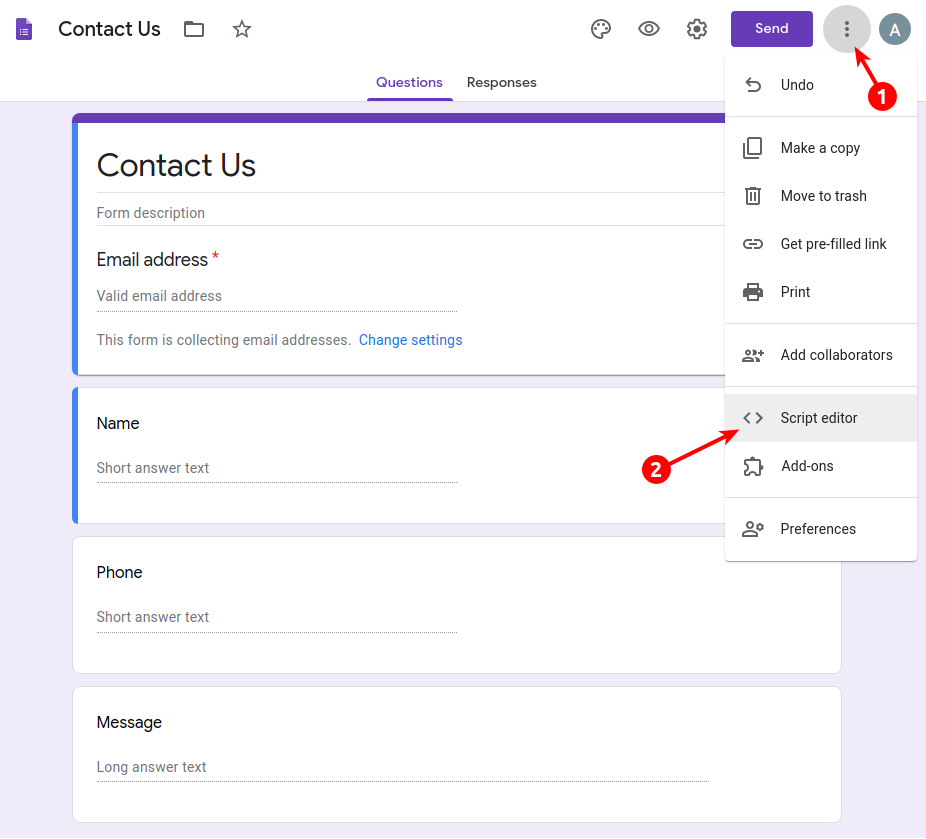 Contact Us
Send
A
Questions Responses
Undo
1
Make a copy
Move to trash
Get pre-filled link
Print
Add collaborators
Script editor
2
Add-ons
Preferences
Contact Us
Form description
Email address *
Valid email address
This form is collecting email addresses. Change settings
Name
Short answer text
Phone
Short answer text
Message
Long answer text